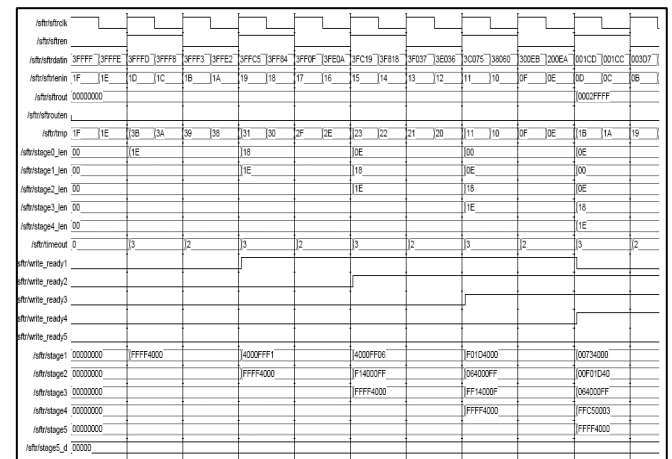 /sftr/sftrclk
/sftr/sftren
/sftr/sftrdatin 3FFFF 3FFFE 3FFFD 3FFF8 3FFF3 3FFE2 3FFC5 3FF84 3FF0F 3FE0A 3FC19 3F818 3F037 3E036 3C075 38060 300EB 200EA 001CD 001CC 003D7
/sftr/sftrlenin 1F 1E 1D 1C 1B 1A 19 18 17 16 15 14 13 12 11 10 0F 0E 0D 0C 0B
/sftr/sftrout 00000000 0002FFFF
/sftr/sftrouten
/sftr/tmp 1F 1E 3B 3A 39 38 31 30 2F 2E 23 22 21 20 11 10 0F 0E 1B 1A 19
/sftr/stage0_len 00 1E 18 0E 00 0E
/sftr/stage1_len 00 1E 18 0E 00
/sftr/stage2_len 00 1E 18 0E
/sftr/stage3_len 00 1E 18
/sftr/stage4_len 00 1E
/sftr/timeout 0 3 2 3 2 3 2 3 2 3 2
sftr/write_ready1
sftr/write_ready2
sftr/write_ready3
sftr/write_ready4
sftr/write_ready5
/sftr/stage1 00000000 FFFF4000 4000FFF1 4000FF06 F01D4000 00734000
/sftr/stage2 00000000 FFFF4000 F14000FF 064000FF 00F01D40
/sftr/stage3 00000000 FFFF4000 FF14000F 064000FF
/sftr/stage4 00000000 FFFF4000 FFC50003
/sftr/stage5 00000000 FFFF4000
/sftr/stage5_d 00000